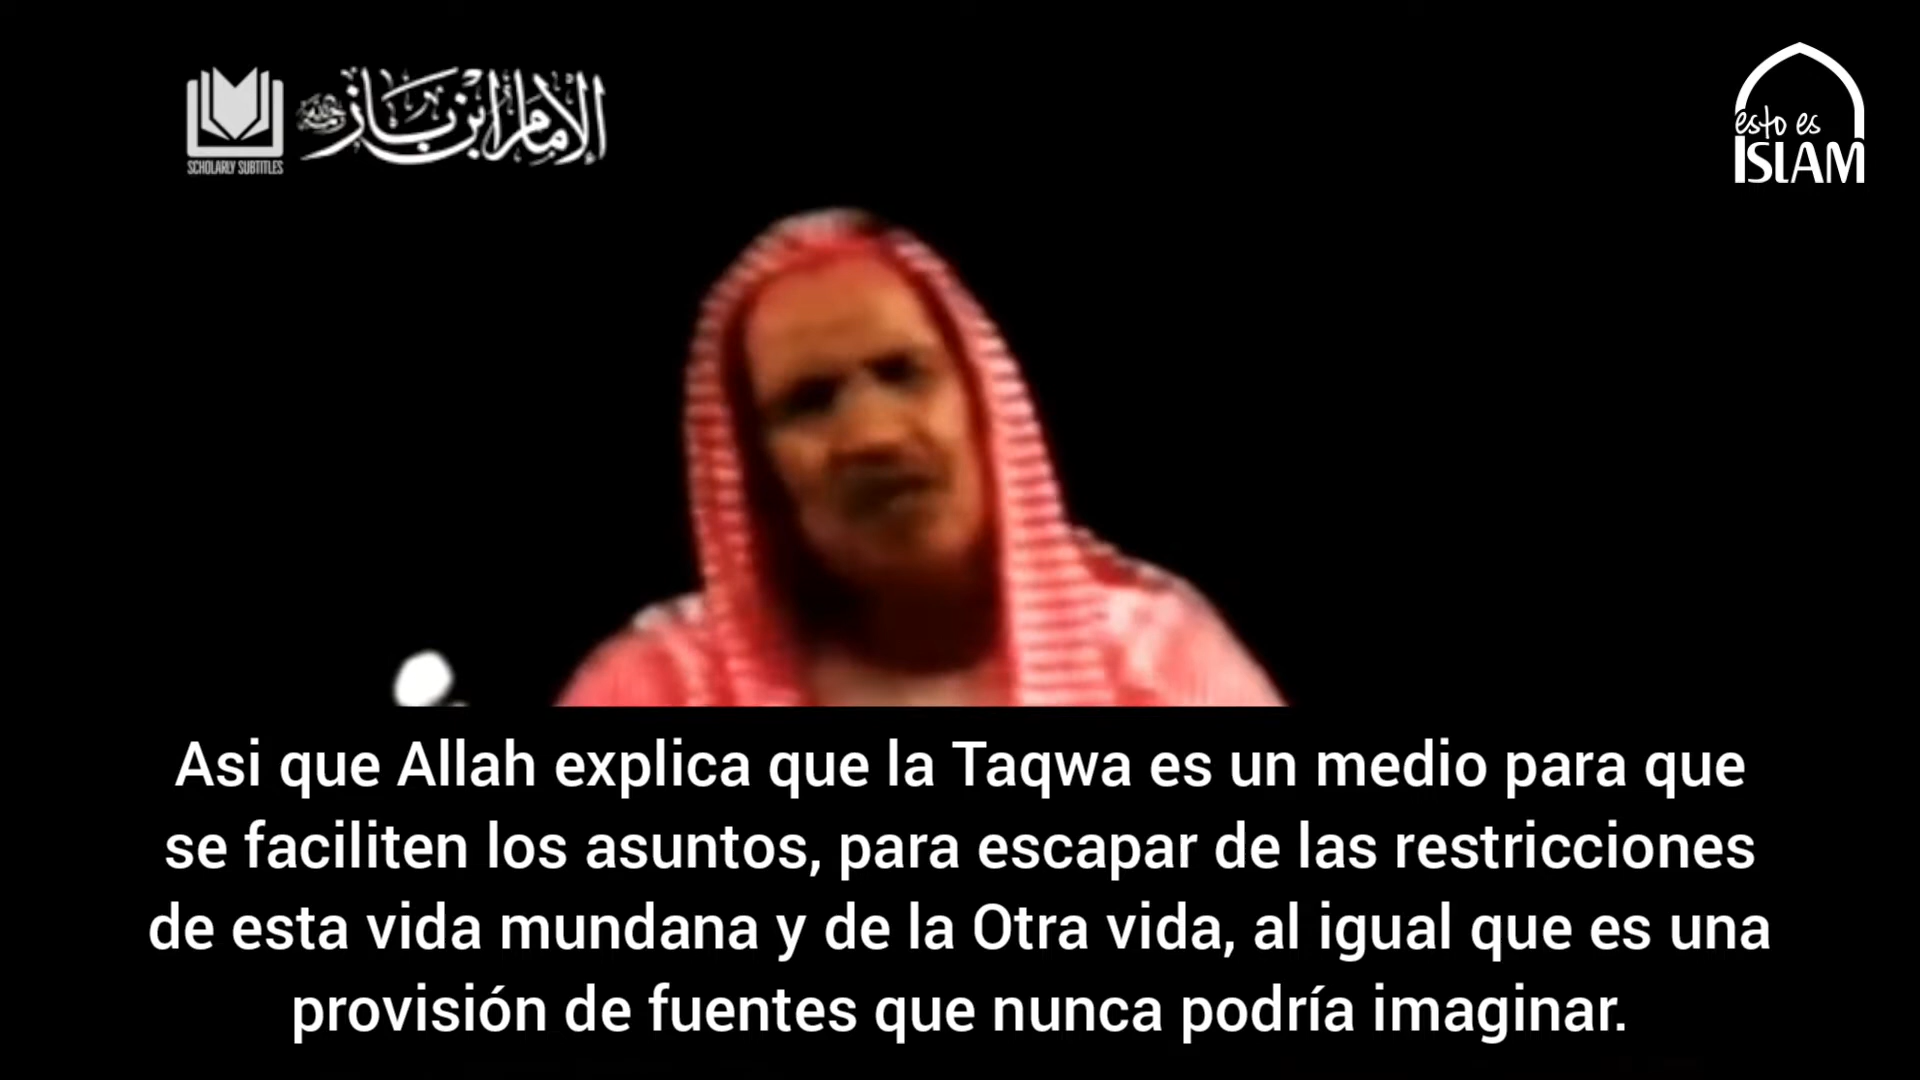 SCHOLARLY SUBTITLES
الإمام ابن باز رحمه الله
esto es
ISLAM
Asi que Allah explica que la Taqwa es un medio para que
se faciliten los asuntos, para escapar de las restricciones
de esta vida mundana y de la Otra vida, al igual que es una
provisión de fuentes que nunca podría imaginar.